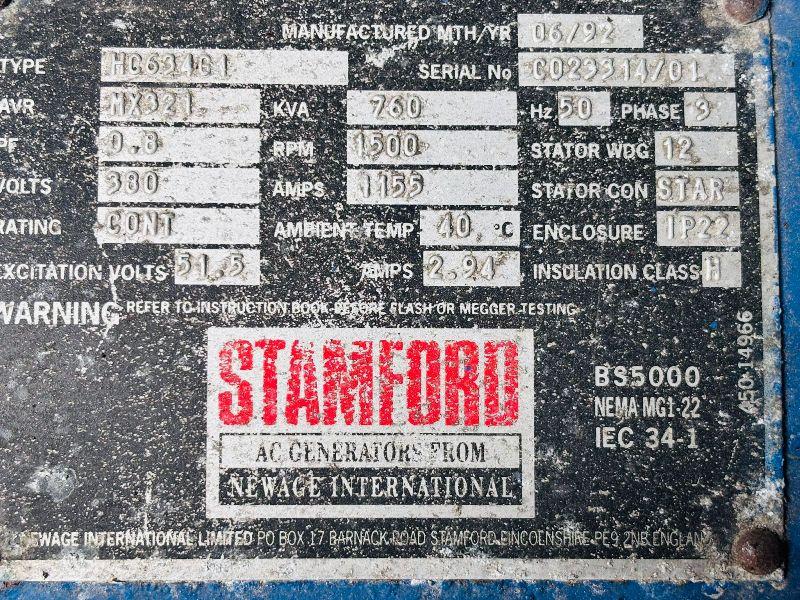 MANUFACTURED MTH/YR 06/92
TYPE HC634G1 SERIAL No C029314/01
AVR MX321 KVA 760 Hz 50 PHASE 3
PF 0.8 RPM 1500 STATOR WDG 12
VOLTS 380 AMPS 1155 STATOR CON STAR
RATING CONT AMBIENT TEMP 40 °C ENCLOSURE IP22
EXCITATION VOLTS 51.5 AMPS 2.94 INSULATION CLASS H
WARNING REFER TO INSTRUCTION BOOK BEFORE FLASH OR MEGGER TESTING
STAMFORD
AC GENERATORS FROM
NEWAGE INTERNATIONAL
BS5000
NEMA MG1-22
IEC 34-1
A50-14966
NEWAGE INTERNATIONAL LIMITED PO BOX 17 BARNACK ROAD STAMFORD LINCOLNSHIRE PE9 2NB ENGLAND